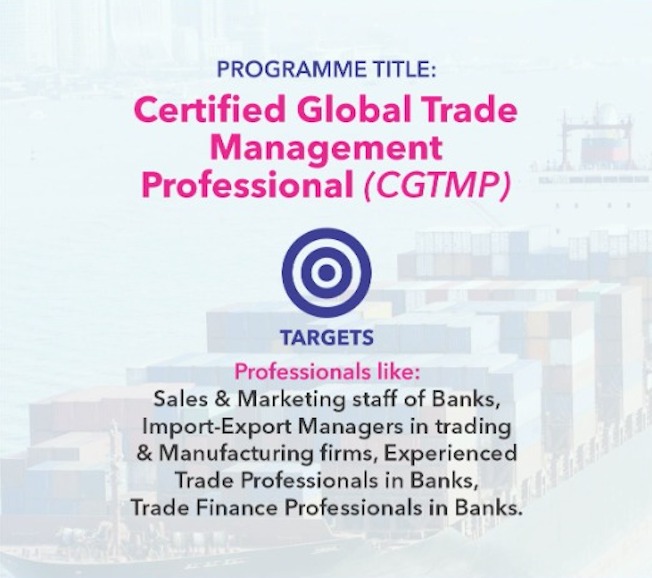 PROGRAMME TITLE:
Certified Global Trade
Management
Professional (CGTMP)
TARGETS
Professionals like:
Sales & Marketing staff of Banks,
Import-Export Managers in trading
& Manufacturing firms, Experienced
Trade Professionals in Banks,
Trade Finance Professionals in Banks.